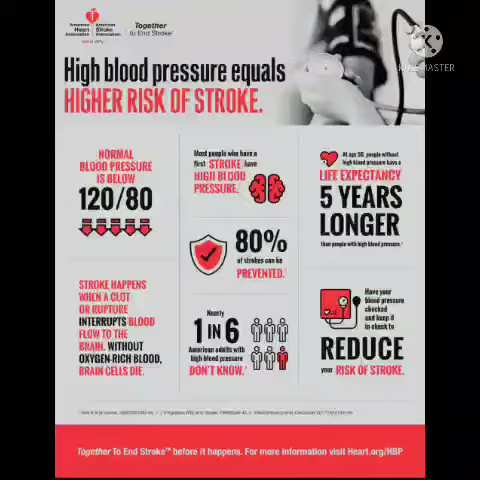 American Heart Association
American Stroke Association
Together
to End Stroke
KINEMASTER
High blood pressure equals
HIGHER RISK OF STROKE.
NORMAL
BLOOD PRESSURE
IS BELOW
120/80
STROKE HAPPENS
WHEN A CLOT
OR RUPTURE
INTERRUPTS BLOOD
FLOW TO THE
BRAIN. WITHOUT
OXYGEN-RICH BLOOD,
BRAIN CELLS DIE.
Most people who have a
first STROKE have
HIGH BLOOD
PRESSURE.
80%
of strokes can be
PREVENTED.
Nearly
1 IN 6
American adults with
high blood pressure
DON'T KNOW.
At age 50, people without
high blood pressure have a
LIFE EXPECTANCY
5 YEARS
LONGER
than people with high blood pressure.
Have your
blood pressure
checked
and keep it
in check to
REDUCE
your RISK OF STROKE.
Together To End Stroke™ before it happens. For more information visit Heart.org/HBP